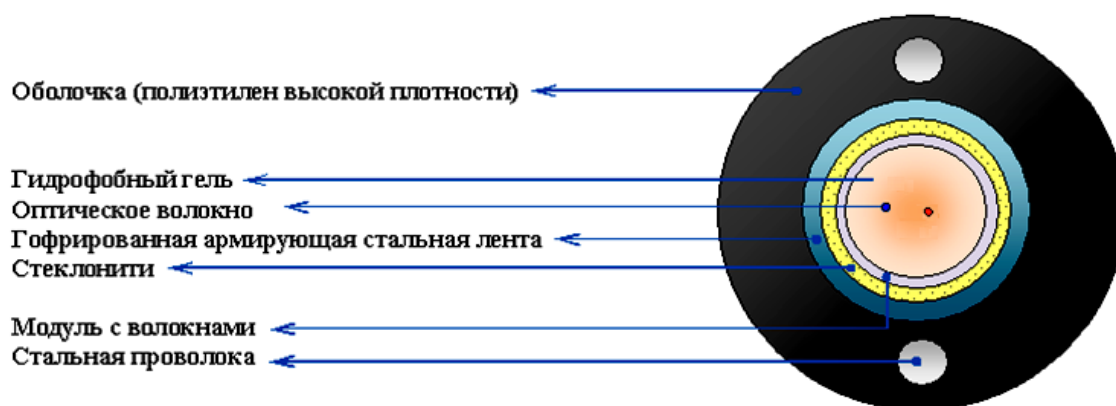 Оболочка (полиэтилен высокой плотности)
Гидрофобный гель
Оптическое волокно
Гофрированная армирующая стальная лента
Стеклонити
Модуль с волокнами
Стальная проволока